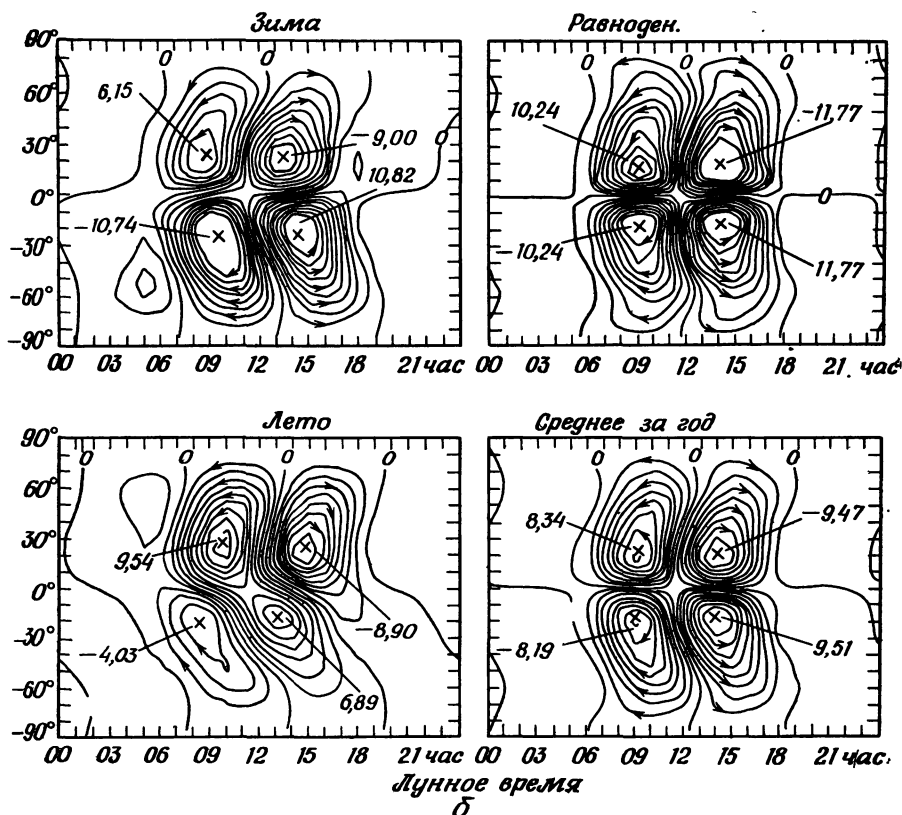 Зима
90°
60°
30°
0°
−30°
−60°
−90°
0 0
6,15
−9,00
0
10,82
−10,74
00 03 06 09 12 15 18 21 час
Равноден.
0 0 0
10,24
−11,77
0
−10,24
11,77
00 03 06 09 12 15 18 21. час
Лето
90°
60°
30°
0°
−30°
−60°
−90°
0 0 0
9,54
−8,90
−4,03
6,89
00 03 06 09 12 15 18 21 час
Среднее за год
0 0 0
8,34
−9,47
−8,19
9,51
00 03 06 09 12 15 18 21 час
Лунное время
б